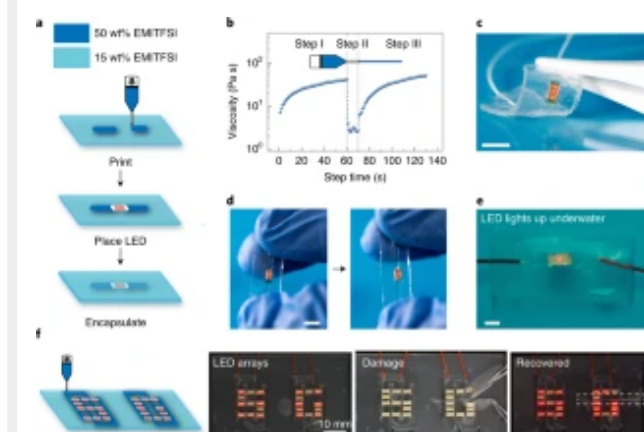 a
50 wt% EMITFSI
15 wt% EMITFSI
Print
Place LED
Encapsulate
b
Step I Step II Step III
Viscosity (Pa s)
10²
10¹
10⁰
0 20 40 60 80 100 120 140
Step time (s)
c
d
e
LED lights up underwater
f
LED arrays
10 mm
Damage
Recovered